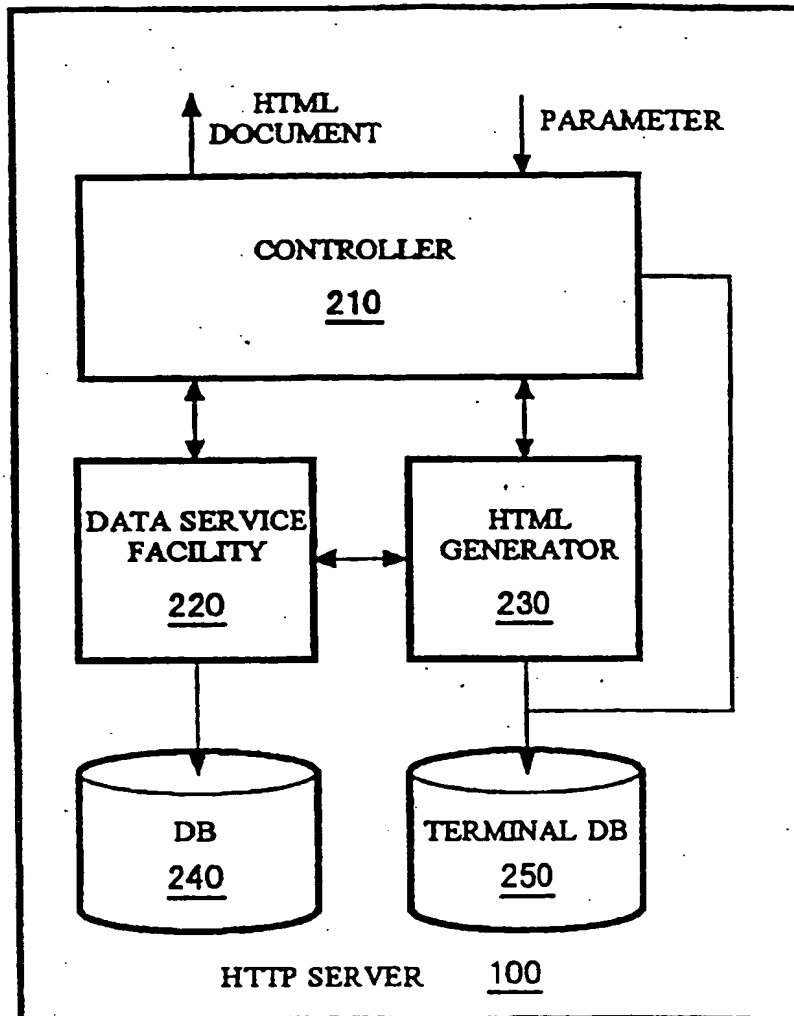 HTML
DOCUMENT
PARAMETER
CONTROLLER
210
DATA SERVICE
FACILITY
220
HTML
GENERATOR
230
DB
240
TERMINAL DB
250
HTTP SERVER 100